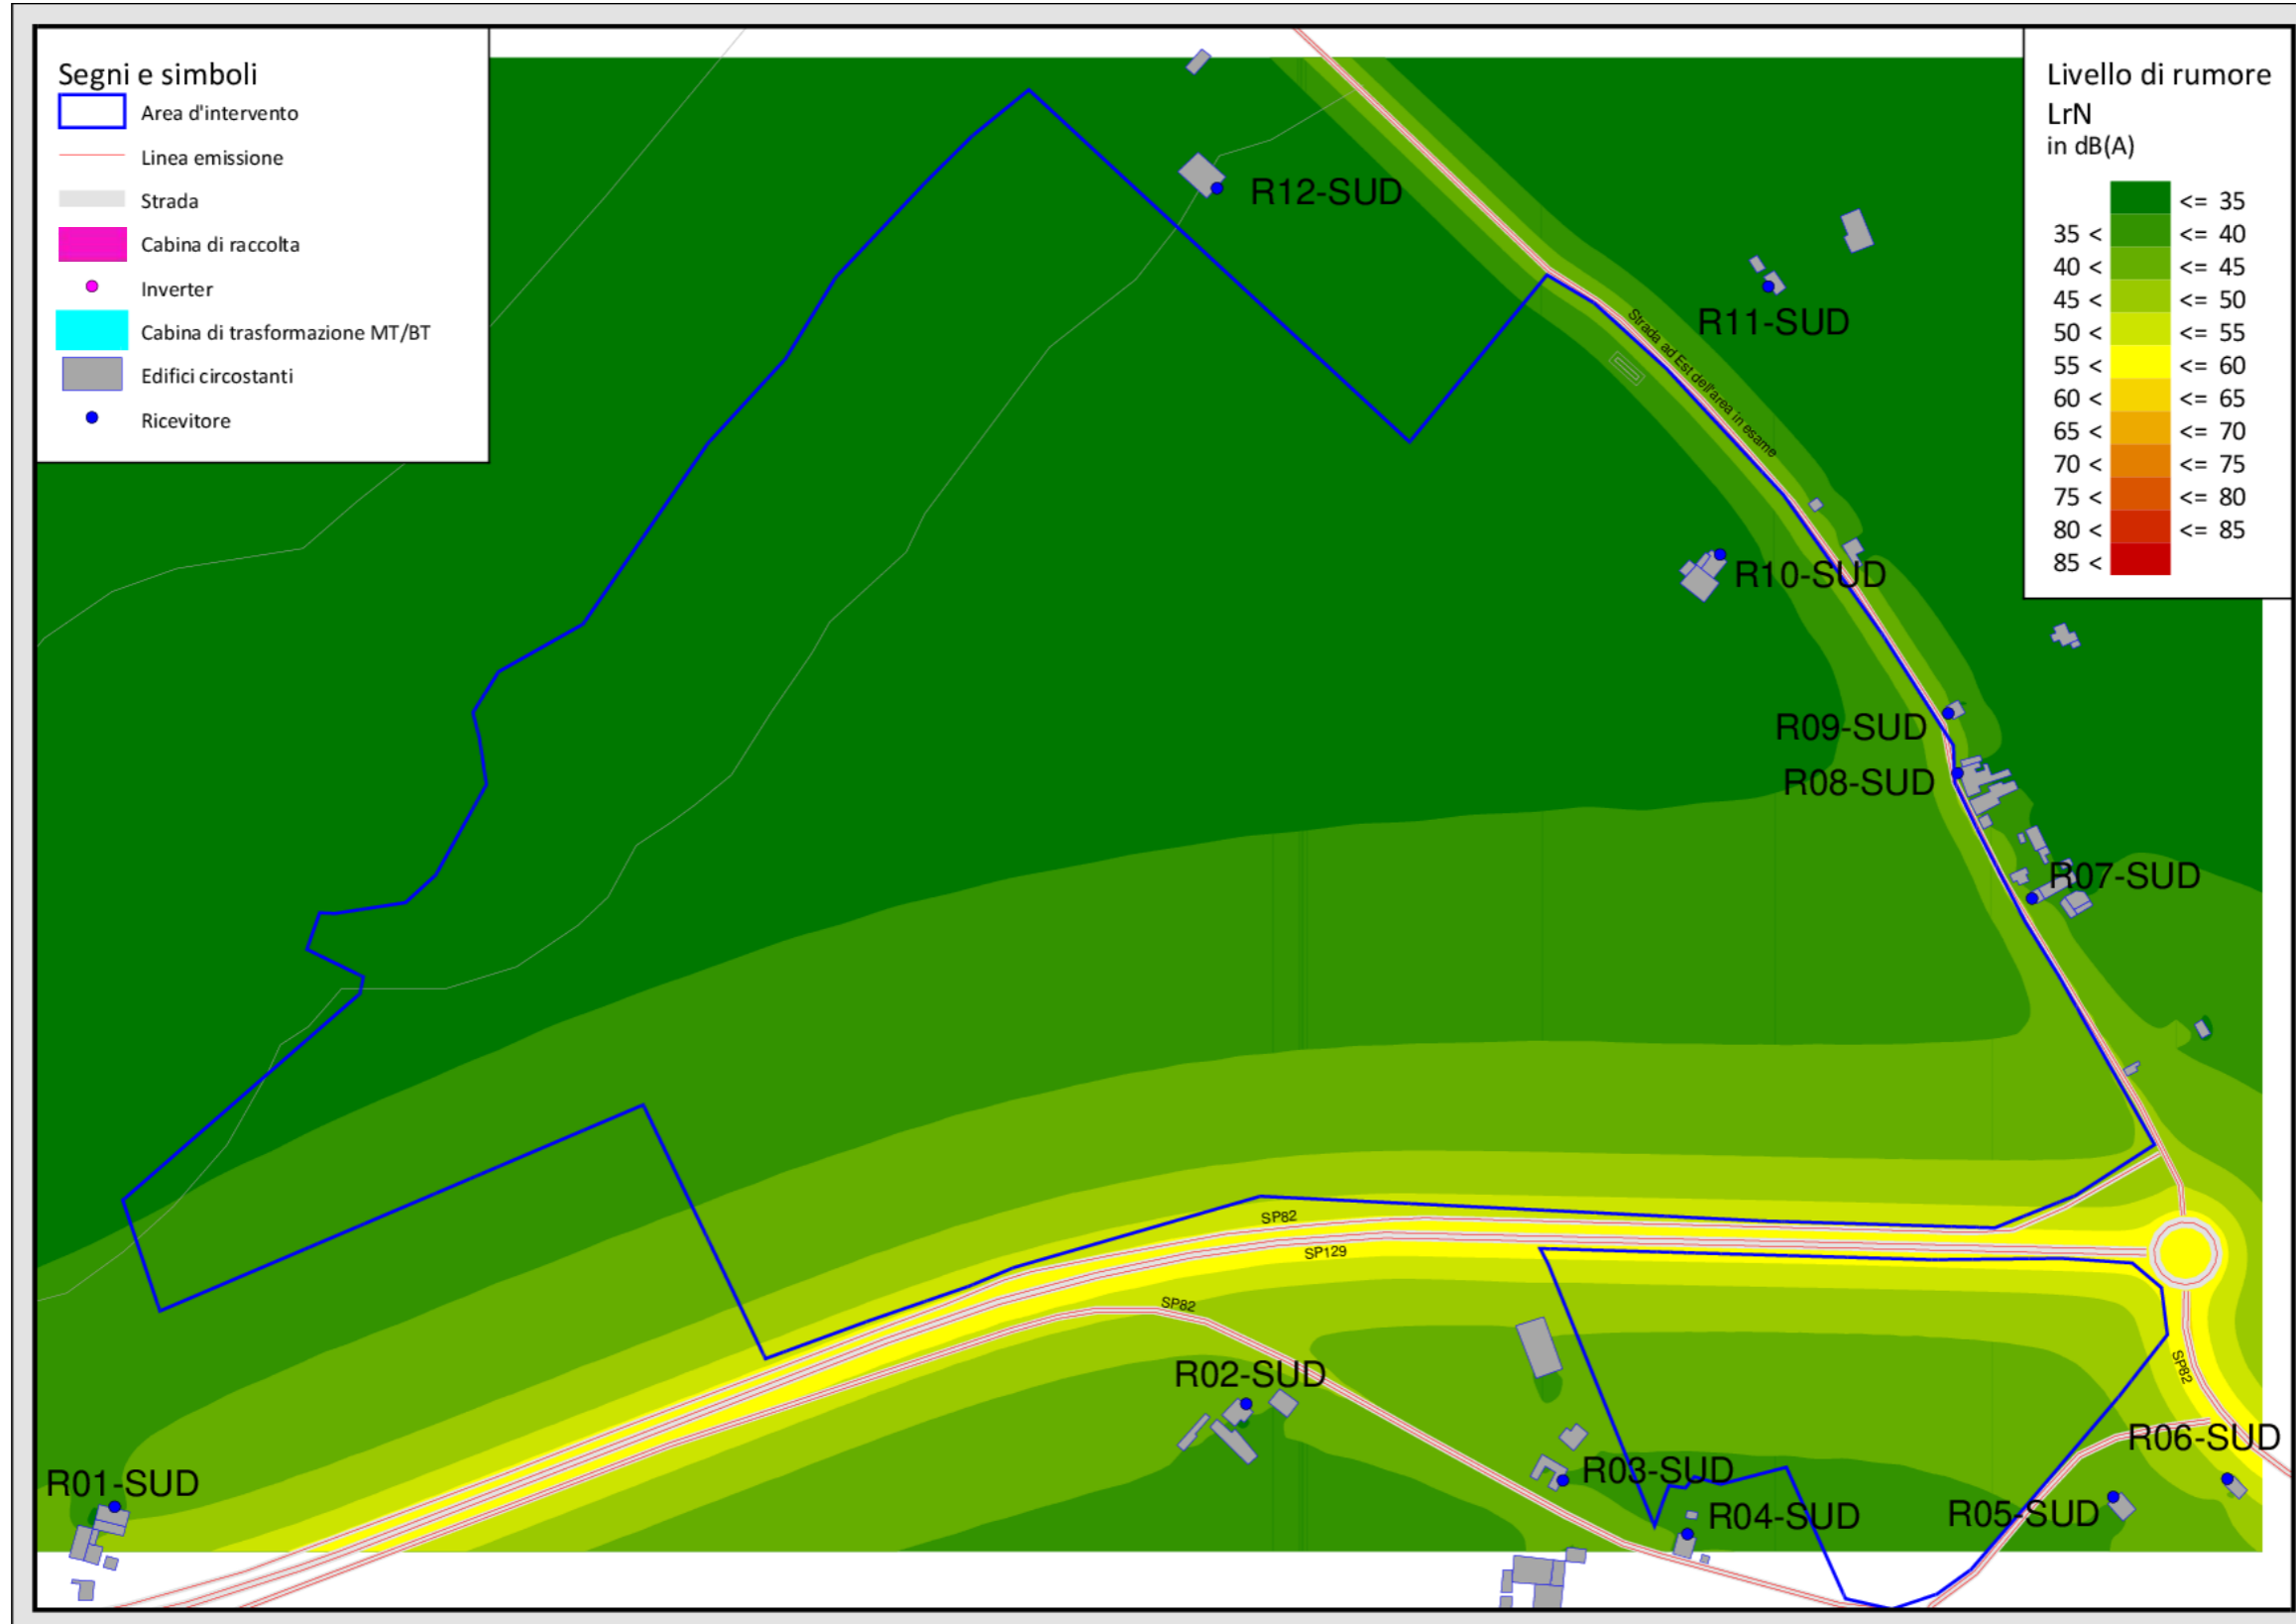 Segni e simboli
Area d'intervento
Linea emissione
Strada
Cabina di raccolta
Inverter
Cabina di trasformazione MT/BT
Edifici circostanti
Ricevitore
Livello di rumore
LrN
in dB(A)
<= 35
35 < <= 40
40 < <= 45
45 < <= 50
50 < <= 55
55 < <= 60
60 < <= 65
65 < <= 70
70 < <= 75
75 < <= 80
80 < <= 85
85 <
R12-SUD
R11-SUD
Strada ad Est dell'area in esame
R10-SUD
R09-SUD
R08-SUD
R07-SUD
SP82
SP129
SP82
R02-SUD
SP82
R06-SUD
R01-SUD
R03-SUD
R04-SUD
R05-SUD